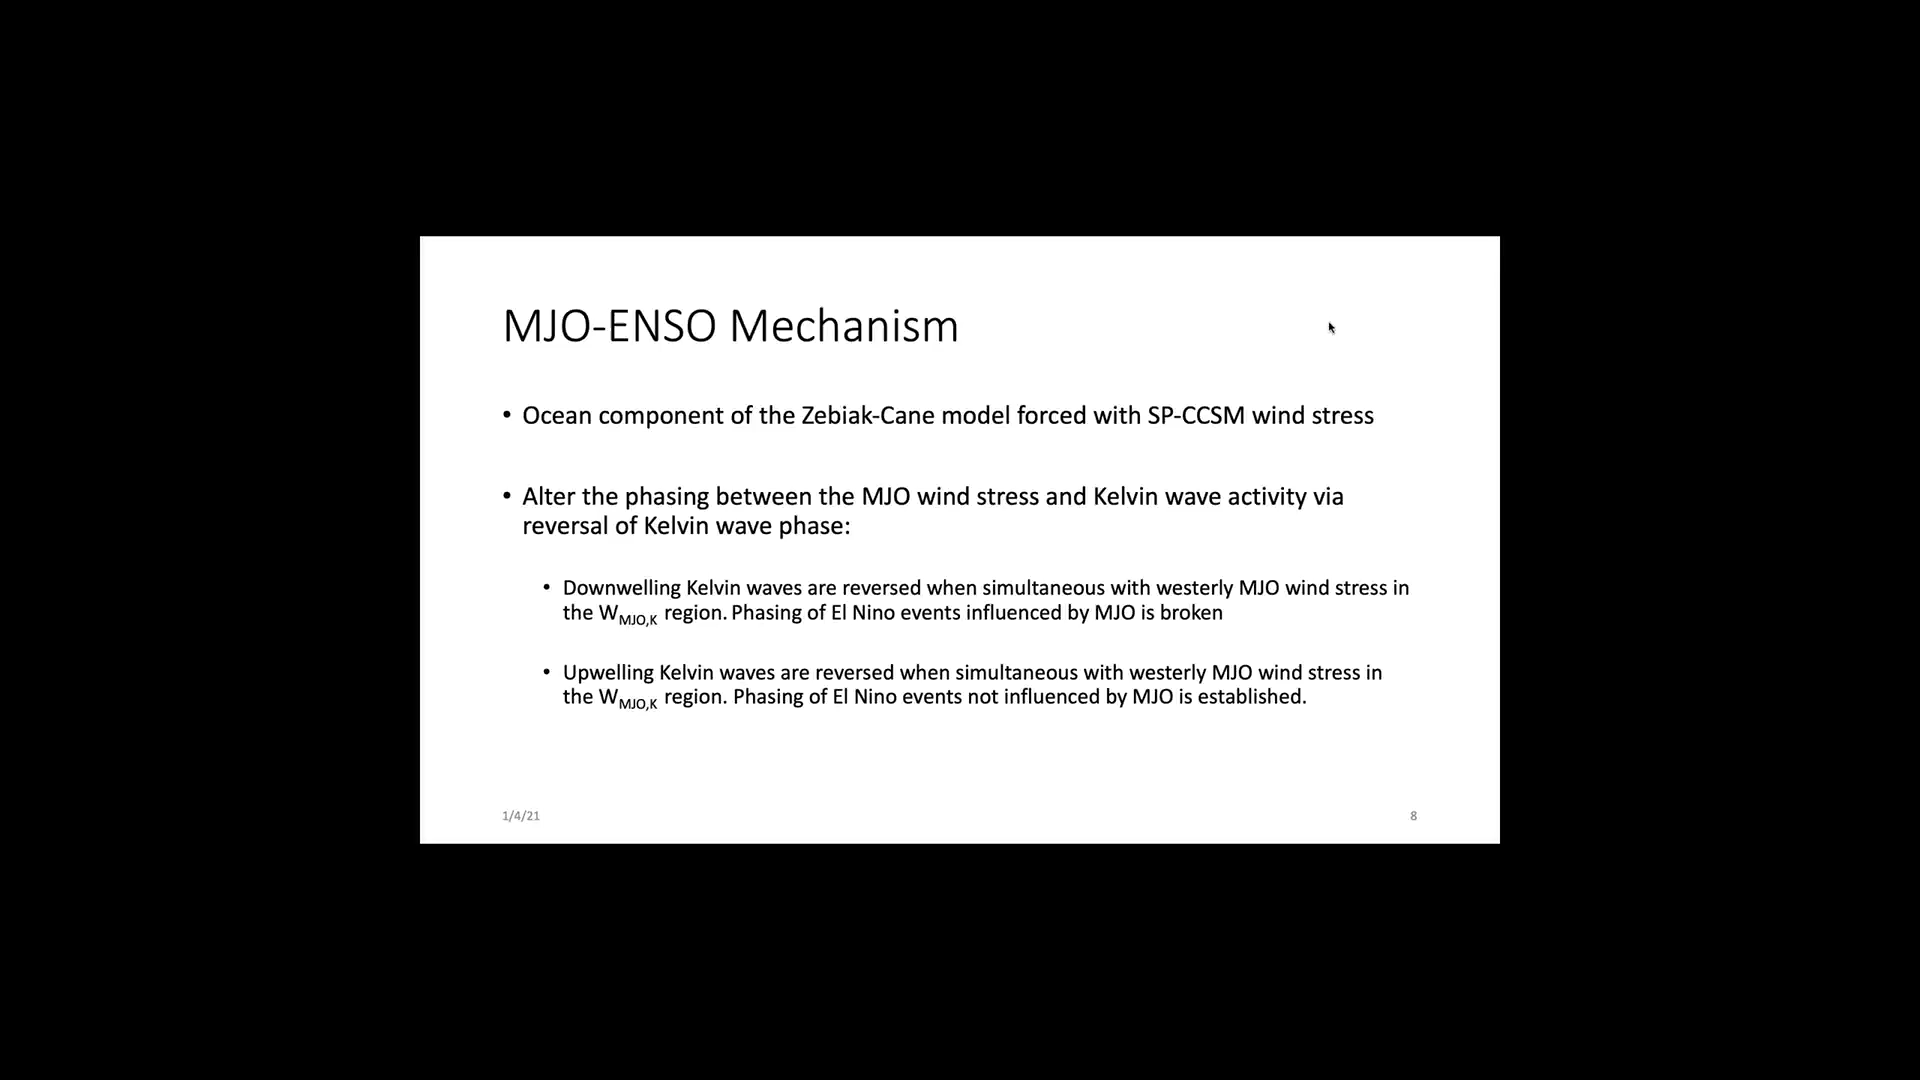 MJO-ENSO Mechanism
• Ocean component of the Zebiak-Cane model forced with SP-CCSM wind stress
• Alter the phasing between the MJO wind stress and Kelvin wave activity via
reversal of Kelvin wave phase:
• Downwelling Kelvin waves are reversed when simultaneous with westerly MJO wind stress in
the WMJO,K region. Phasing of El Nino events influenced by MJO is broken
• Upwelling Kelvin waves are reversed when simultaneous with westerly MJO wind stress in
the WMJO,K region. Phasing of El Nino events not influenced by MJO is established.
1/4/21
8